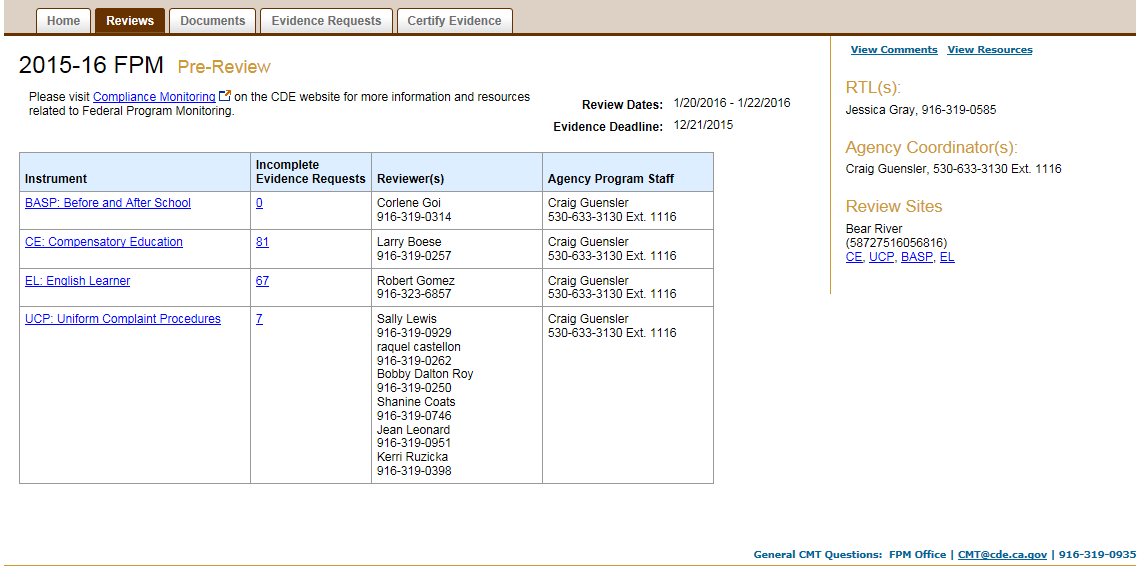 Home Reviews Documents Evidence Requests Certify Evidence
View Comments View Resources
2015-16 FPM Pre-Review
Please visit Compliance Monitoring on the CDE website for more information and resources
related to Federal Program Monitoring.
Review Dates: 1/20/2016 - 1/22/2016
Evidence Deadline: 12/21/2015
RTL(s):
Jessica Gray, 916-319-0585
Agency Coordinator(s):
Craig Guensler, 530-633-3130 Ext. 1116
Review Sites
Bear River
(58727516056816)
CE, UCP, BASP, EL
Instrument
Incomplete
Evidence Requests
Reviewer(s)
Agency Program Staff
BASP: Before and After School
0
Corlene Goi
916-319-0314
Craig Guensler
530-633-3130 Ext. 1116
CE: Compensatory Education
81
Larry Boese
916-319-0257
Craig Guensler
530-633-3130 Ext. 1116
EL: English Learner
67
Robert Gomez
916-323-6857
Craig Guensler
530-633-3130 Ext. 1116
UCP: Uniform Complaint Procedures
7
Sally Lewis
916-319-0929
raquel castellon
916-319-0262
Bobby Dalton Roy
916-319-0250
Shanine Coats
916-319-0746
Jean Leonard
916-319-0951
Kerri Ruzicka
916-319-0398
Craig Guensler
530-633-3130 Ext. 1116
General CMT Questions: FPM Office | CMT@cde.ca.gov | 916-319-0935